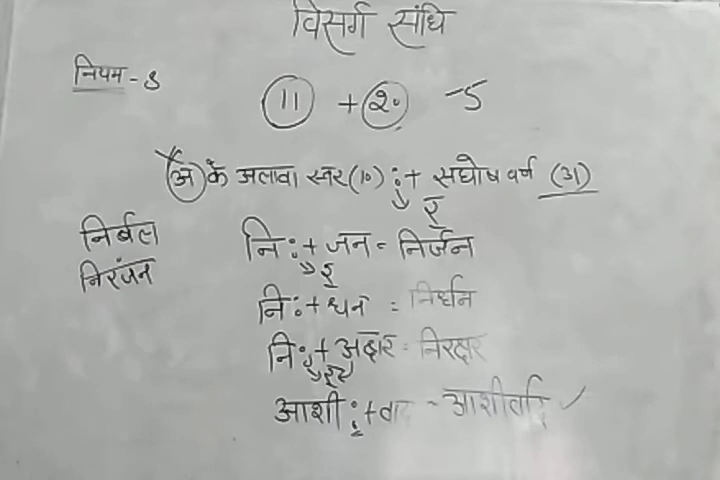 विसर्ग संधि
नियम - 8
11 + 20 - 5
अ के अलावा स्वर (10) : + सघोष वर्ण (31)
र्
निर्बल
निरंजन
नि : + जन = निर्जन
र्
नि : + धन = निर्धन
नि : + अक्षर = निरक्षर
आशी : + वाद = आशीर्वाद